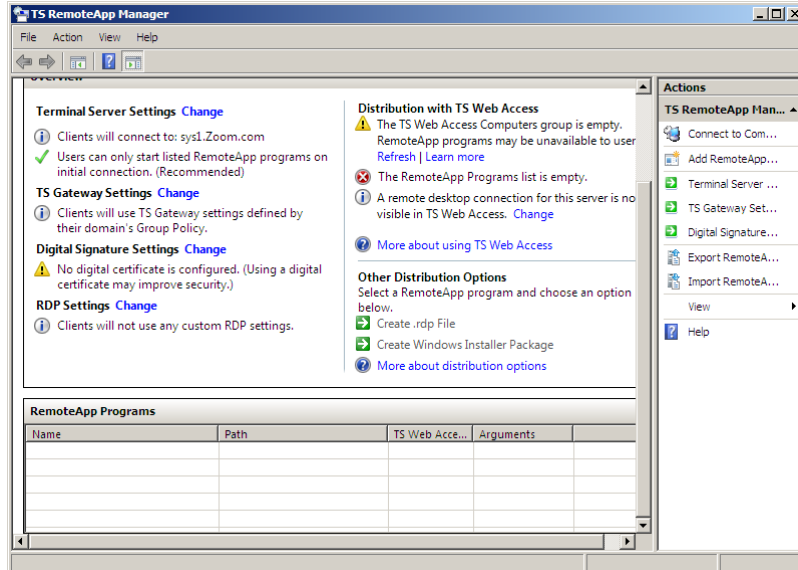 TS RemoteApp Manager
File Action View Help
Overview
Terminal Server Settings Change
Clients will connect to: sys1.Zoom.com
Users can only start listed RemoteApp programs on
initial connection. (Recommended)
TS Gateway Settings Change
Clients will use TS Gateway settings defined by
their domain's Group Policy.
Digital Signature Settings Change
No digital certificate is configured. (Using a digital
certificate may improve security.)
RDP Settings Change
Clients will not use any custom RDP settings.
Distribution with TS Web Access
The TS Web Access Computers group is empty.
RemoteApp programs may be unavailable to user
Refresh | Learn more
The RemoteApp Programs list is empty.
A remote desktop connection for this server is no
visible in TS Web Access. Change
More about using TS Web Access
Other Distribution Options
Select a RemoteApp program and choose an option
below.
Create .rdp File
Create Windows Installer Package
More about distribution options
RemoteApp Programs
Name Path TS Web Acce... Arguments
Actions
TS RemoteApp Man...
Connect to Com...
Add RemoteApp...
Terminal Server ...
TS Gateway Set...
Digital Signature...
Export RemoteA...
Import RemoteA...
View
Help